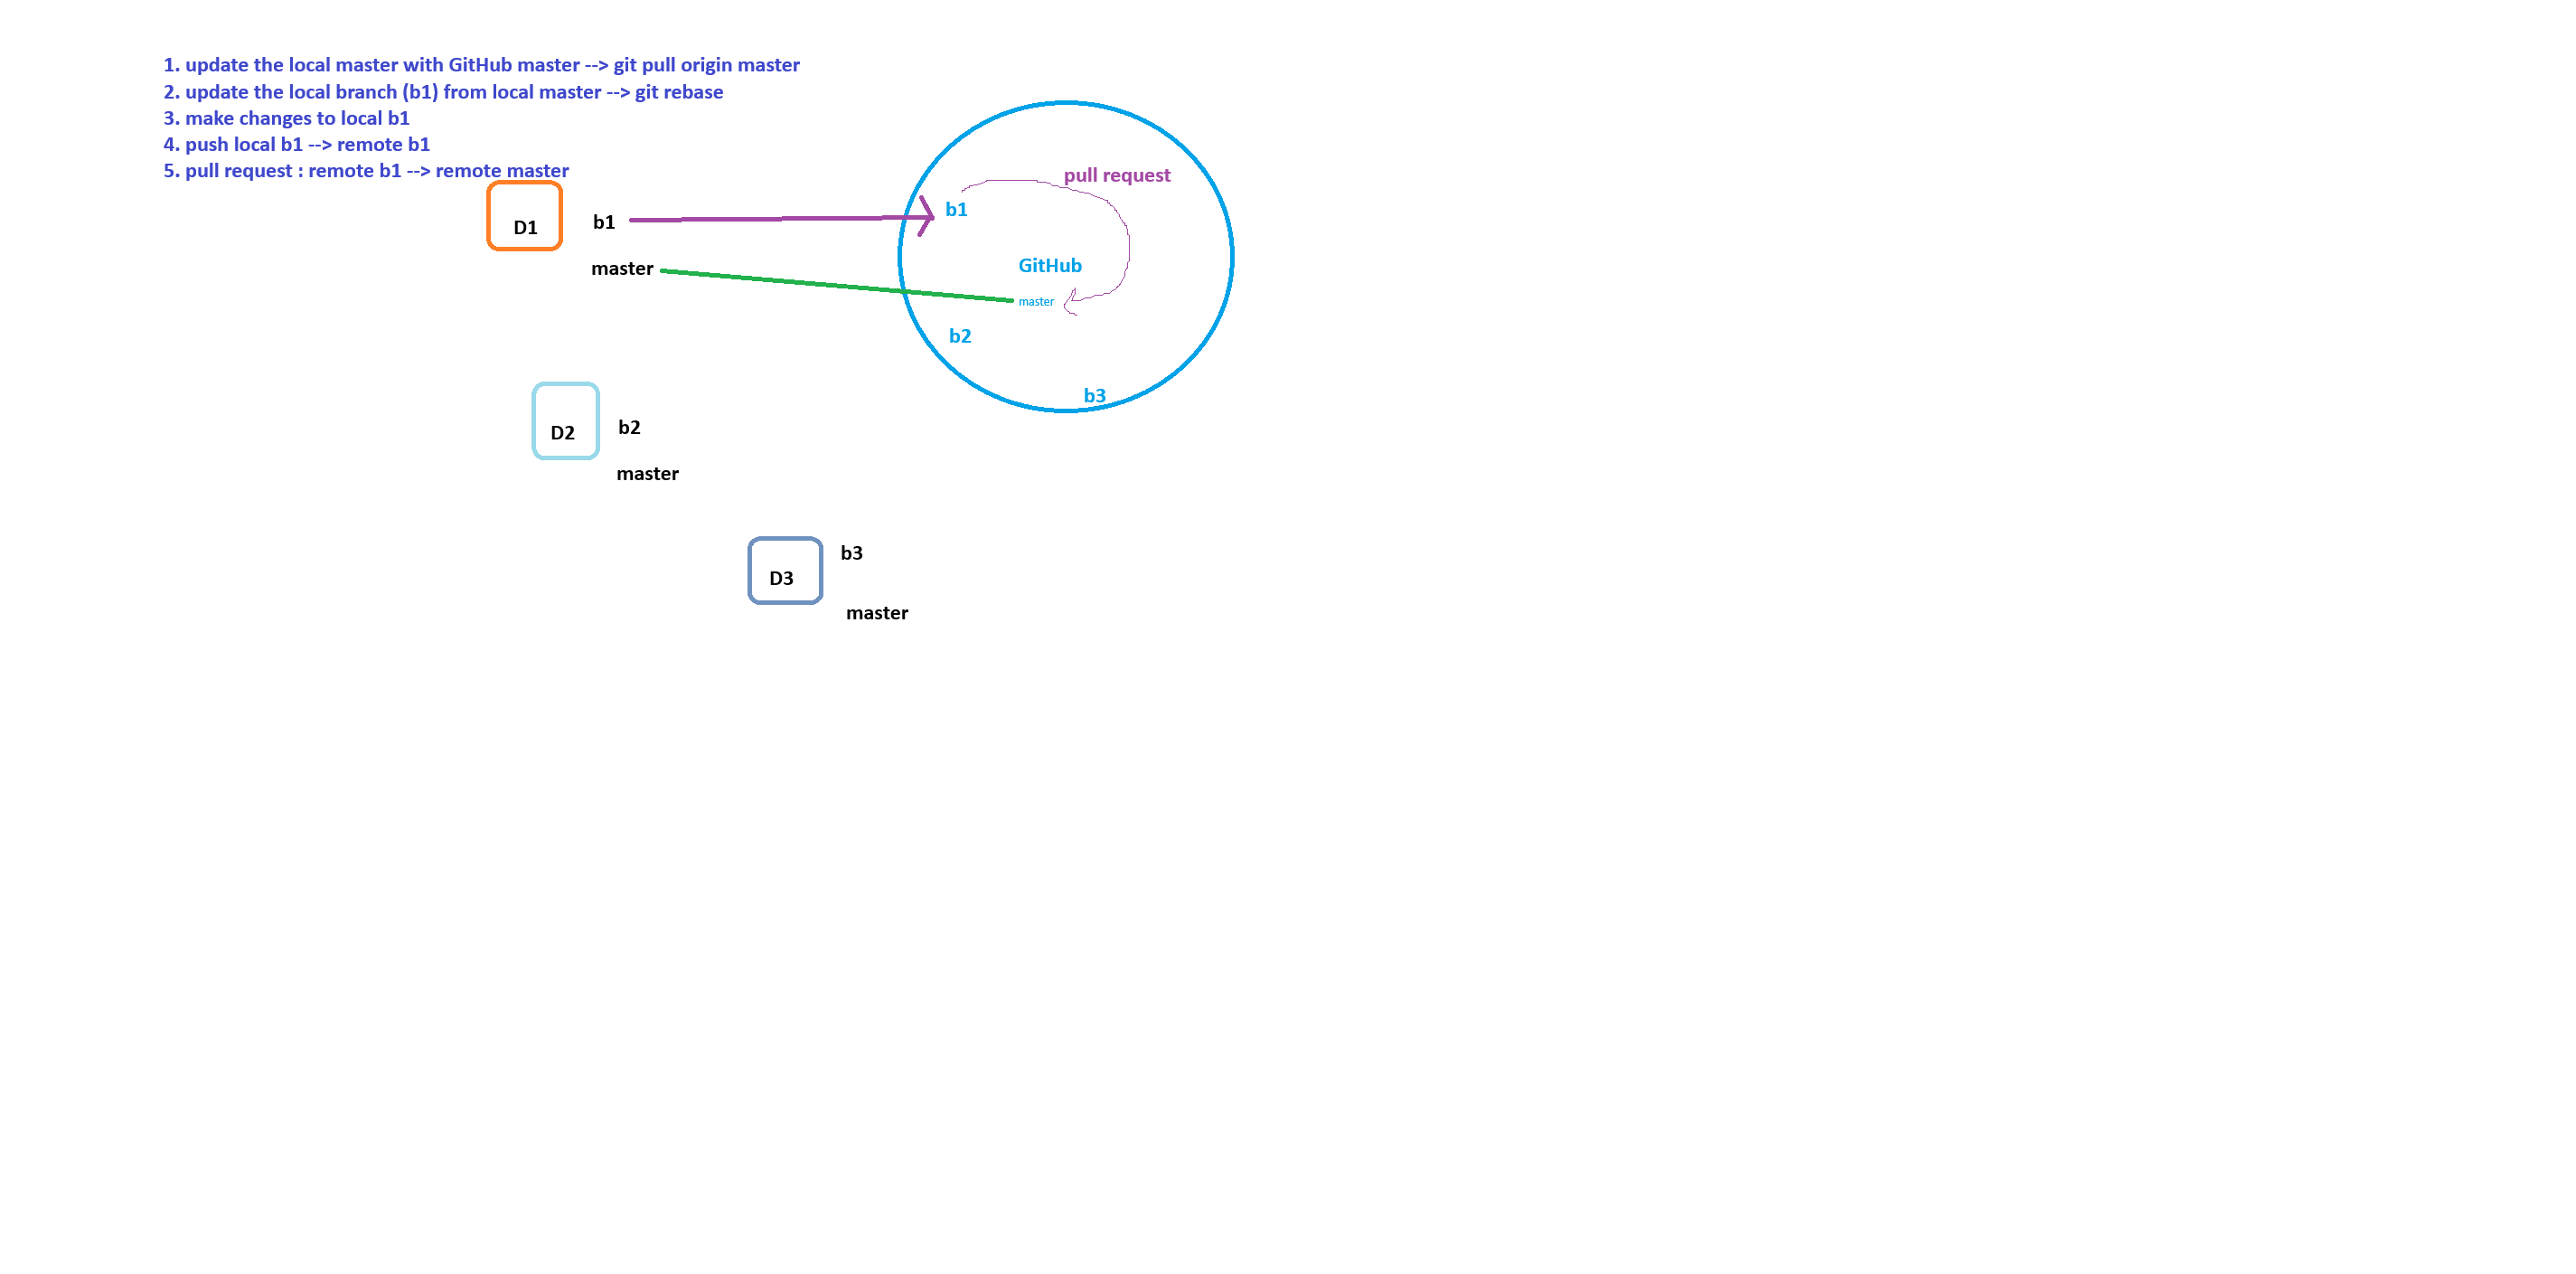 1. update the local master with GitHub master --> git pull origin master
2. update the local branch (b1) from local master --> git rebase
3. make changes to local b1
4. push local b1 --> remote b1
5. pull request : remote b1 --> remote master
pull request
D1
b1
b1
master
GitHub
master
b2
b3
D2
b2
master
D3
b3
master